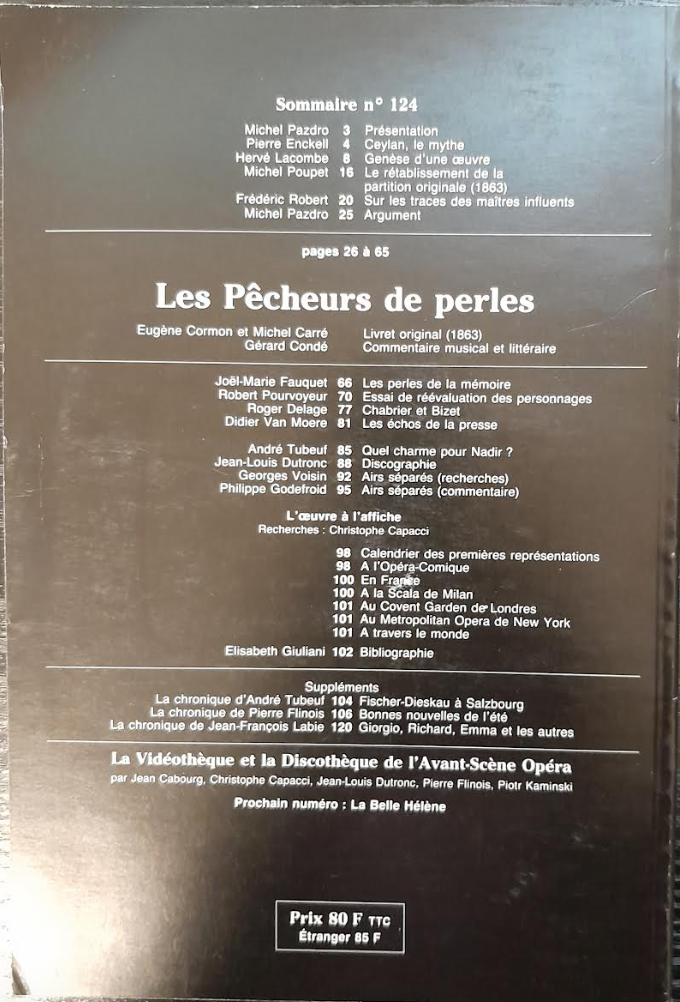 Sommaire n° 124
Michel Pazdro 3 Présentation
Pierre Enckell 4 Ceylan, le mythe
Hervé Lacombe 8 Genèse d'une œuvre
Michel Poupet 16 Le rétablissement de la
partition originale (1863)
Frédéric Robert 20 Sur les traces des maîtres influents
Michel Pazdro 25 Argument
pages 26 à 65
Les Pêcheurs de perles
Eugène Cormon et Michel Carré Livret original (1863)
Gérard Condé Commentaire musical et littéraire
Joël-Marie Fauquet 66 Les perles de la mémoire
Robert Pourvoyeur 70 Essai de réévaluation des personnages
Roger Delage 77 Chabrier et Bizet
Didier Van Moere 81 Les échos de la presse
André Tubeuf 85 Quel charme pour Nadir ?
Jean-Louis Dutronc 88 Discographie
Georges Voisin 92 Airs séparés (recherches)
Philippe Godefroid 95 Airs séparés (commentaire)
L'œuvre à l'affiche
Recherches : Christophe Capacci
98 Calendrier des premières représentations
98 A l'Opéra-Comique
100 En France
100 A la Scala de Milan
101 Au Covent Garden de Londres
101 Au Metropolitan Opera de New York
101 A travers le monde
Elisabeth Giuliani 102 Bibliographie
Suppléments
La chronique d'André Tubeuf 104 Fischer-Dieskau à Salzbourg
La chronique de Pierre Flinois 106 Bonnes nouvelles de l'été
La chronique de Jean-François Labie 120 Giorgio, Richard, Emma et les autres
La Vidéothèque et la Discothèque de l'Avant-Scène Opéra
par Jean Cabourg, Christophe Capacci, Jean-Louis Dutronc, Pierre Flinois, Piotr Kaminski
Prochain numéro : La Belle Hélène
Prix 80 F TTC
Étranger 85 F